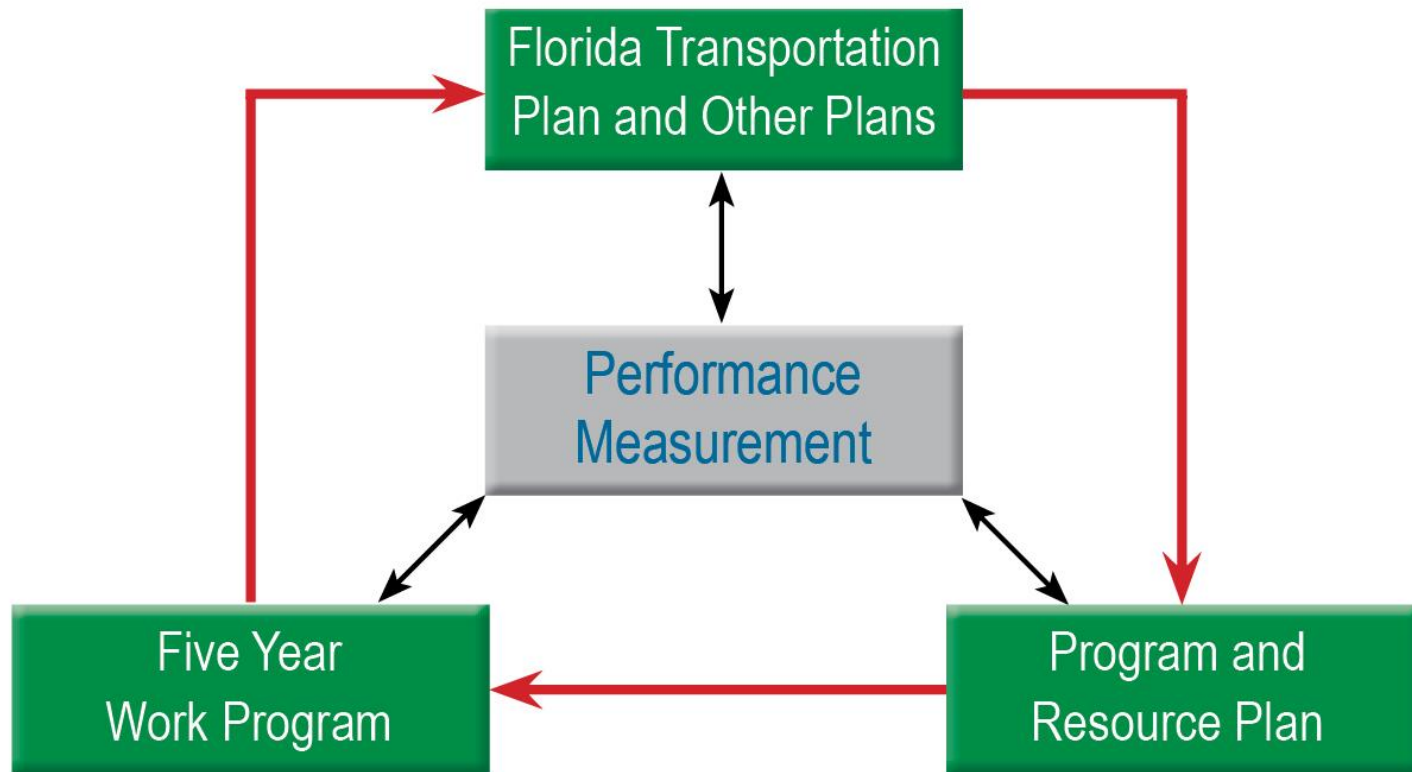 Florida Transportation
Plan and Other Plans
Performance
Measurement
Five Year
Work Program
Program and
Resource Plan